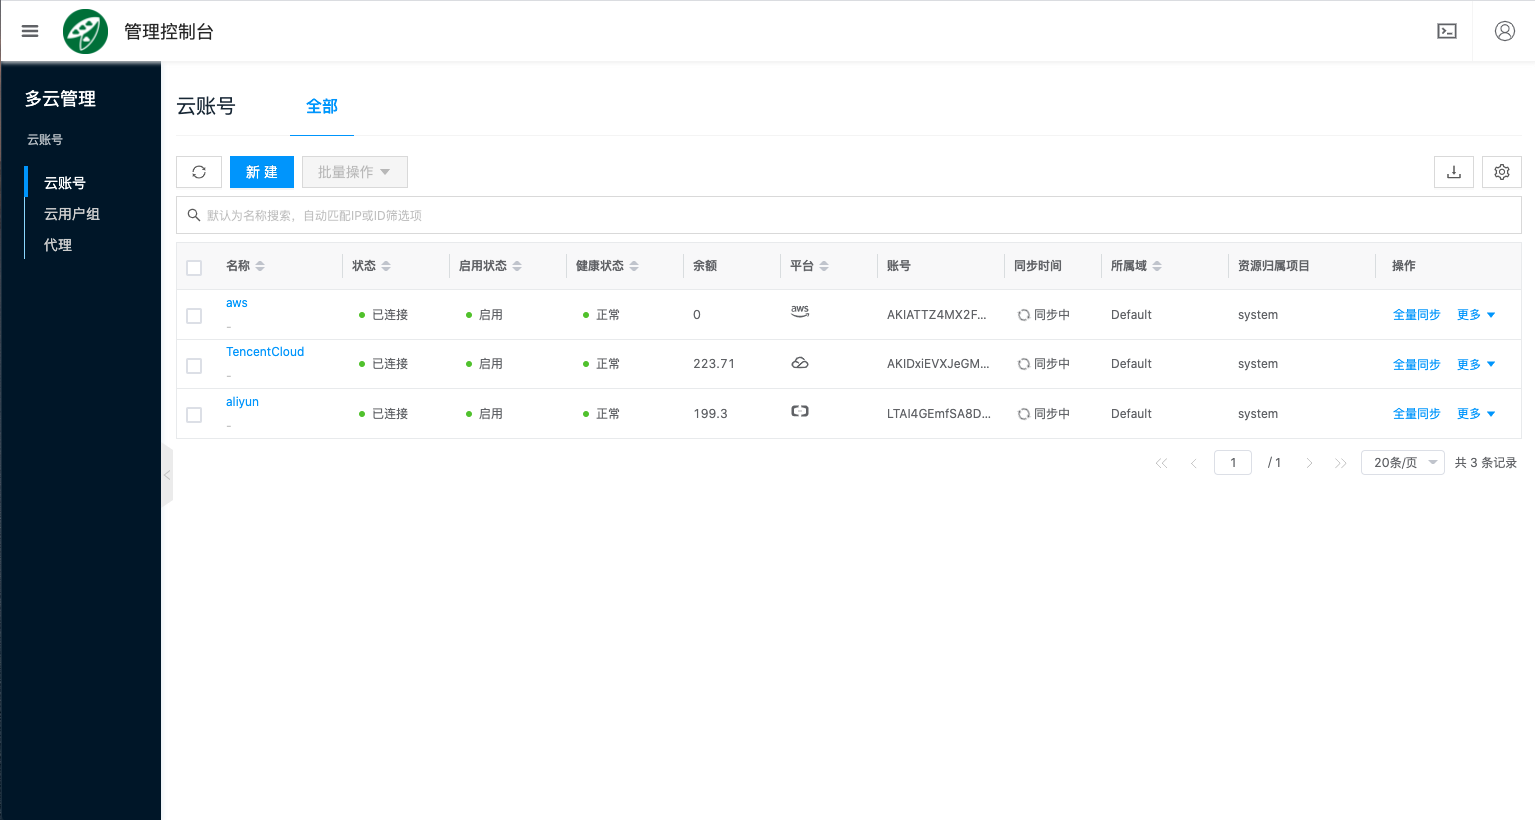 管理控制台
多云管理
云账号
云账号
云用户组
代理
云账号 全部
新 建 批量操作
默认为名称搜索，自动匹配IP或ID筛选项
名称 状态 启用状态 健康状态 余额 平台 账号 同步时间 所属域 资源归属项目 操作
aws 已连接 启用 正常 0 aws AKIATTZ4MX2F... 同步中 Default system 全量同步 更多
-
TencentCloud 已连接 启用 正常 223.71 AKIDxiEVXJeGM... 同步中 Default system 全量同步 更多
-
aliyun 已连接 启用 正常 199.3 LTAI4GEmfSA8D... 同步中 Default system 全量同步 更多
-
1 / 1 20条/页 共 3 条记录